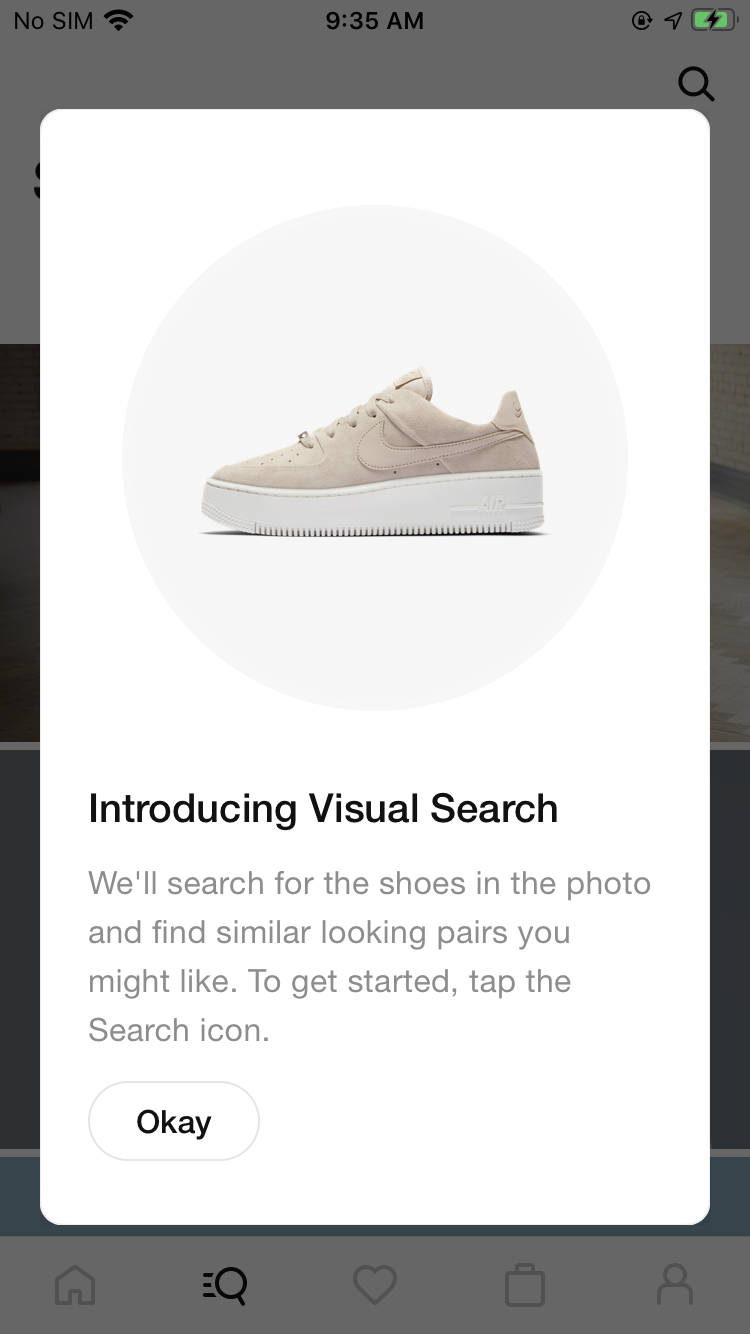 No SIM
9:35 AM
AIR
Introducing Visual Search
We'll search for the shoes in the photo
and find similar looking pairs you
might like. To get started, tap the
Search icon.
Okay